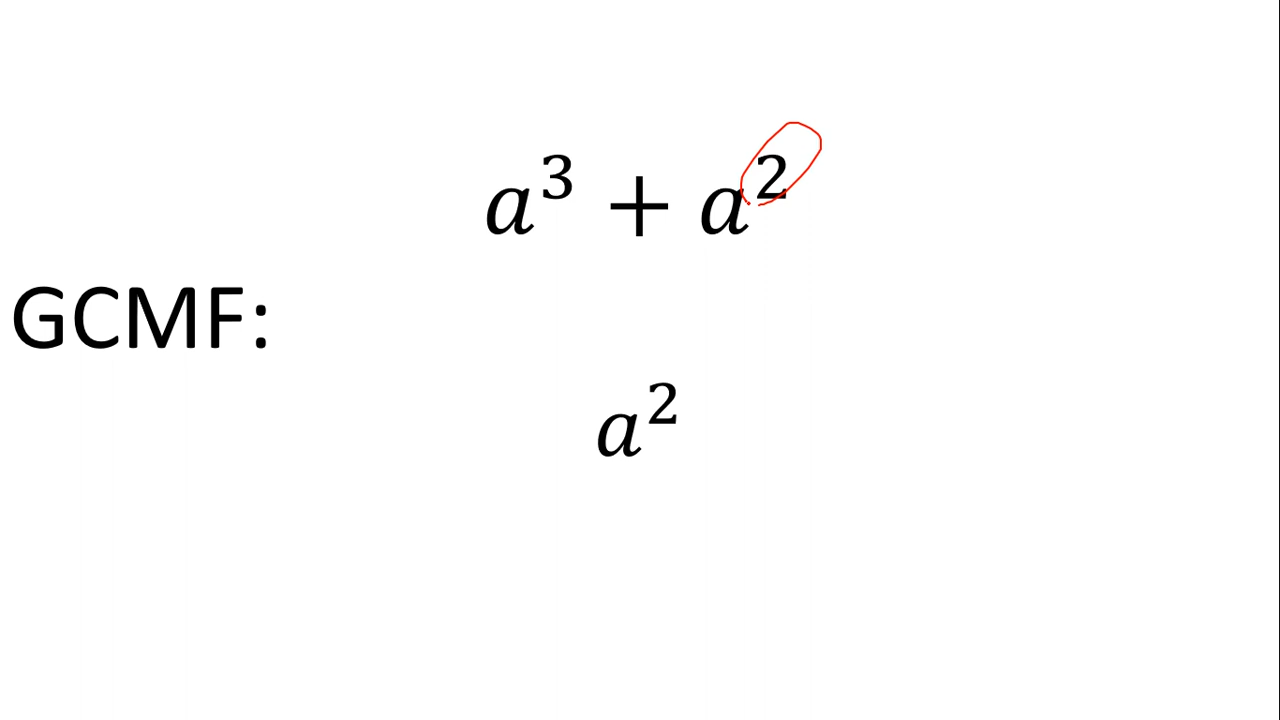 a³ + a²
GCMF:
a²